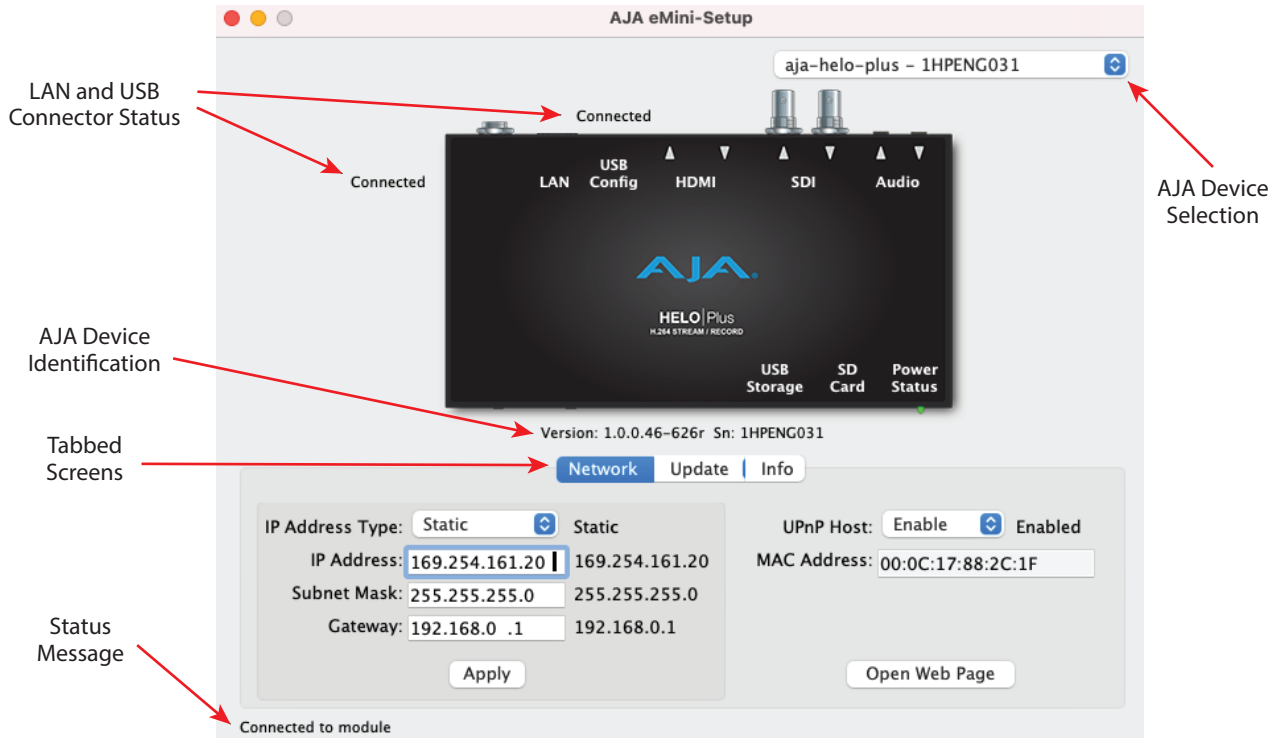 AJA eMini-Setup
aja-helo-plus – 1HPENG031
LAN and USB
Connector Status
Connected
Connected
USB
LAN Config HDMI SDI Audio
AJA Device
Selection
AJA.
HELO|Plus
H.264 STREAM / RECORD
AJA Device
Identification
USB SD Power
Storage Card Status
Version: 1.0.0.46-626r Sn: 1HPENG031
Tabbed
Screens
Network Update Info
IP Address Type: Static Static
UPnP Host: Enable Enabled
IP Address: 169.254.161.20 169.254.161.20
MAC Address: 00:0C:17:88:2C:1F
Subnet Mask: 255.255.255.0 255.255.255.0
Gateway: 192.168.0 .1 192.168.0.1
Status
Message
Apply
Open Web Page
Connected to module